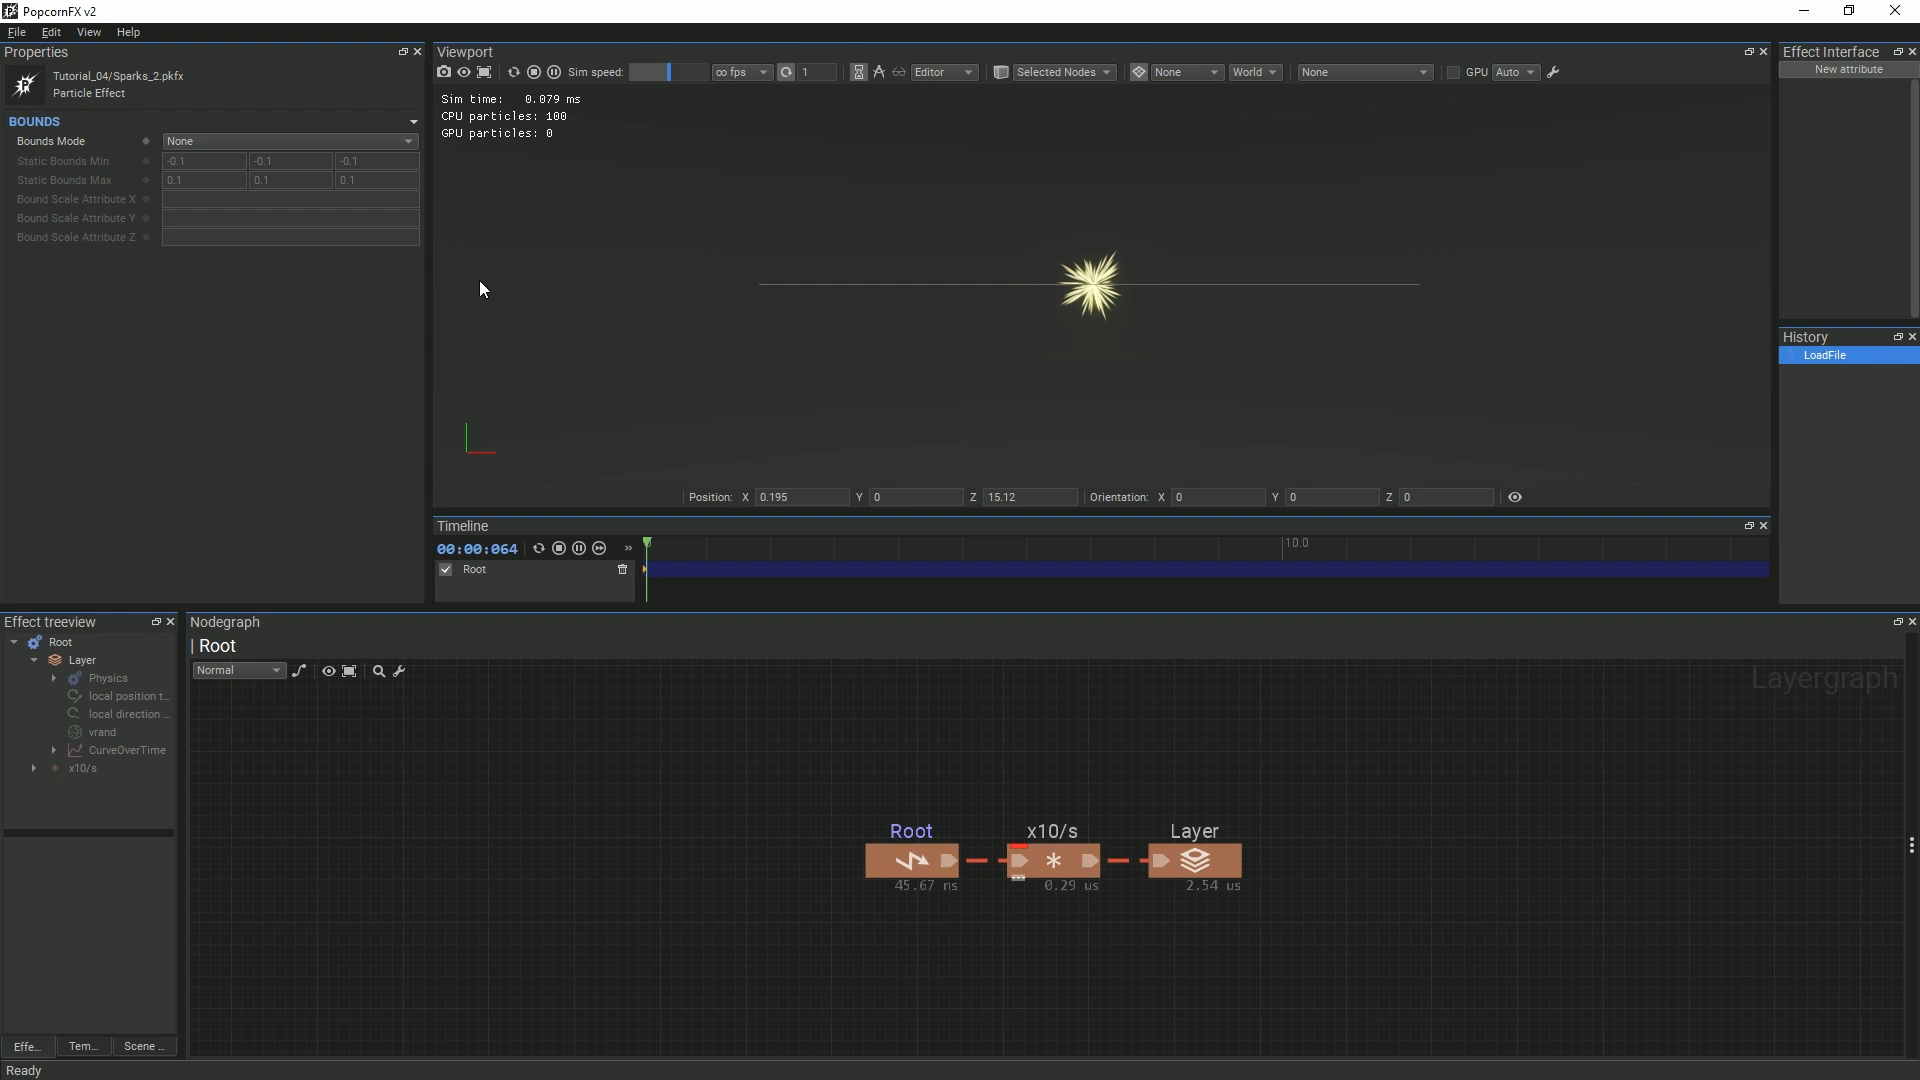 PopcornFX v2
File Edit View Help
Properties
Tutorial_04/Sparks_2.pkfx
Particle Effect
BOUNDS
Bounds Mode None
Static Bounds Min -0.1 -0.1 -0.1
Static Bounds Max 0.1 0.1 0.1
Bound Scale Attribute X
Bound Scale Attribute Y
Bound Scale Attribute Z
Viewport
Sim speed: ∞ fps 1 Editor Selected Nodes None World None GPU Auto
Sim time: 0.079 ms
CPU particles: 100
GPU particles: 0
Position: X 0.195 Y 0 Z 15.12 Orientation: X 0 Y 0 Z 0
Effect Interface
New attribute
History
LoadFile
Timeline
00:00:064 » 10.0
Root
Effect treeview
Root
Layer
Physics
local position t...
local direction ...
vrand
CurveOverTime
x10/s
Effe... Tem... Scene ...
Nodegraph
| Root
Normal
Layergraph
Root x10/s Layer
45.67 ns 0.29 us 2.54 us
Ready